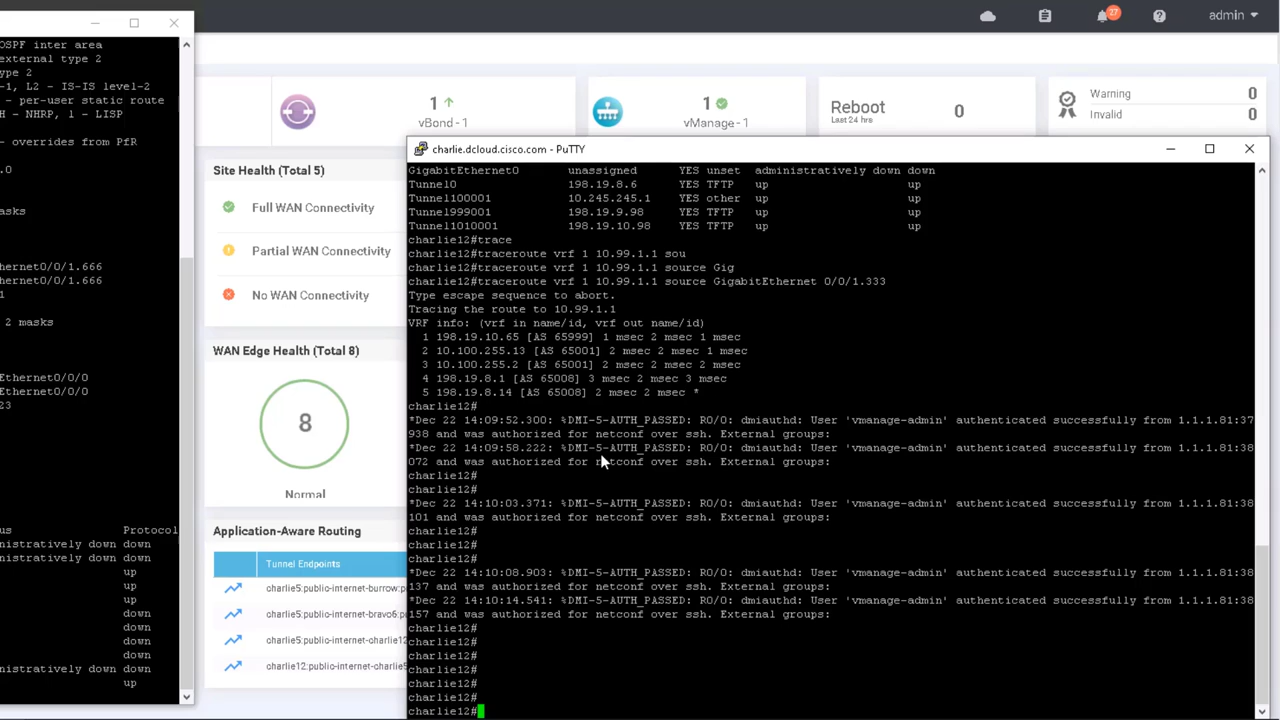 27
admin
OSPF inter area
external type 2
ype 2
-1, L2 - IS-IS level-2
- per-user static route
H - NHRP, l - LISP
- overrides from PfR
.0
asks
hernet0/0/1.666
hernet0/0/1.666
1
2 masks
Ethernet0/0/0
Ethernet0/0/0
23
us Protocol
nistratively down down
nistratively down down
up
up
down
down
down
down
nistratively down down
up
1
vBond - 1
1
vManage - 1
Reboot
Last 24 hrs
0
Warning 0
Invalid 0
Site Health (Total 5)
Full WAN Connectivity
Partial WAN Connectivity
No WAN Connectivity
WAN Edge Health (Total 8)
8
Normal
Application-Aware Routing
Tunnel Endpoints
charlie5:public-internet-burrow:p
charlie5:public-internet-bravo6:p
charlie5:public-internet-charlie12
charlie12:public-internet-charlie5
charlie.dcloud.cisco.com - PuTTY
GigabitEthernet0 unassigned YES unset administratively down down
Tunnel0 198.19.8.6 YES TFTP up up
Tunnel100001 10.245.245.1 YES other up up
Tunnel999001 198.19.9.98 YES TFTP up up
Tunnel1010001 198.19.10.98 YES TFTP up up
charlie12#trace
charlie12#traceroute vrf 1 10.99.1.1 sou
charlie12#traceroute vrf 1 10.99.1.1 source Gig
charlie12#traceroute vrf 1 10.99.1.1 source GigabitEthernet 0/0/1.333
Type escape sequence to abort.
Tracing the route to 10.99.1.1
VRF info: (vrf in name/id, vrf out name/id)
1 198.19.10.65 [AS 65999] 1 msec 2 msec 1 msec
2 10.100.255.13 [AS 65001] 2 msec 2 msec 1 msec
3 10.100.255.2 [AS 65001] 2 msec 2 msec 2 msec
4 198.19.8.1 [AS 65008] 3 msec 2 msec 3 msec
5 198.19.8.14 [AS 65008] 2 msec 2 msec *
charlie12#
*Dec 22 14:09:52.300: %DMI-5-AUTH_PASSED: R0/0: dmiauthd: User 'vmanage-admin' authenticated successfully from 1.1.1.81:37
938 and was authorized for netconf over ssh. External groups:
*Dec 22 14:09:58.222: %DMI-5-AUTH_PASSED: R0/0: dmiauthd: User 'vmanage-admin' authenticated successfully from 1.1.1.81:38
072 and was authorized for netconf over ssh. External groups:
charlie12#
charlie12#
*Dec 22 14:10:03.371: %DMI-5-AUTH_PASSED: R0/0: dmiauthd: User 'vmanage-admin' authenticated successfully from 1.1.1.81:38
101 and was authorized for netconf over ssh. External groups:
charlie12#
charlie12#
charlie12#
*Dec 22 14:10:08.903: %DMI-5-AUTH_PASSED: R0/0: dmiauthd: User 'vmanage-admin' authenticated successfully from 1.1.1.81:38
137 and was authorized for netconf over ssh. External groups:
*Dec 22 14:10:14.541: %DMI-5-AUTH_PASSED: R0/0: dmiauthd: User 'vmanage-admin' authenticated successfully from 1.1.1.81:38
157 and was authorized for netconf over ssh. External groups:
charlie12#
charlie12#
charlie12#
charlie12#
charlie12#
charlie12#
charlie12#